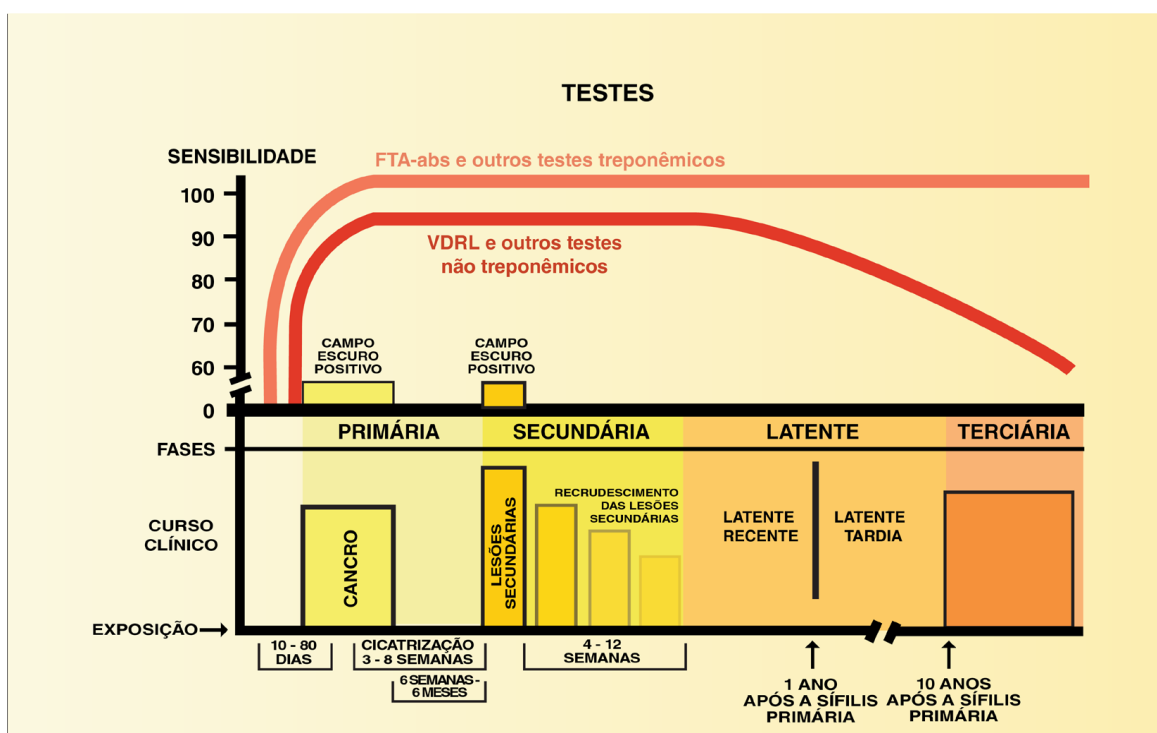 TESTES
SENSIBILIDADE
FTA-abs e outros testes treponêmicos
100
90
VDRL e outros testes
não treponêmicos
80
70
60
CAMPO
ESCURO
POSITIVO
CAMPO
ESCURO
POSITIVO
0
PRIMÁRIA
SECUNDÁRIA
LATENTE
TERCIÁRIA
FASES
CURSO
CLÍNICO
CANCRO
LESÕES
SECUNDÁRIAS
RECRUDESCIMENTO
DAS LESÕES
SECUNDÁRIAS
LATENTE
RECENTE
LATENTE
TARDIA
EXPOSIÇÃO
10 - 80
DIAS
CICATRIZAÇÃO
3 - 8 SEMANAS
6 SEMANAS -
6 MESES
4 - 12
SEMANAS
1 ANO
APÓS A SÍFILIS
PRIMÁRIA
10 ANOS
APÓS A SÍFILIS
PRIMÁRIA